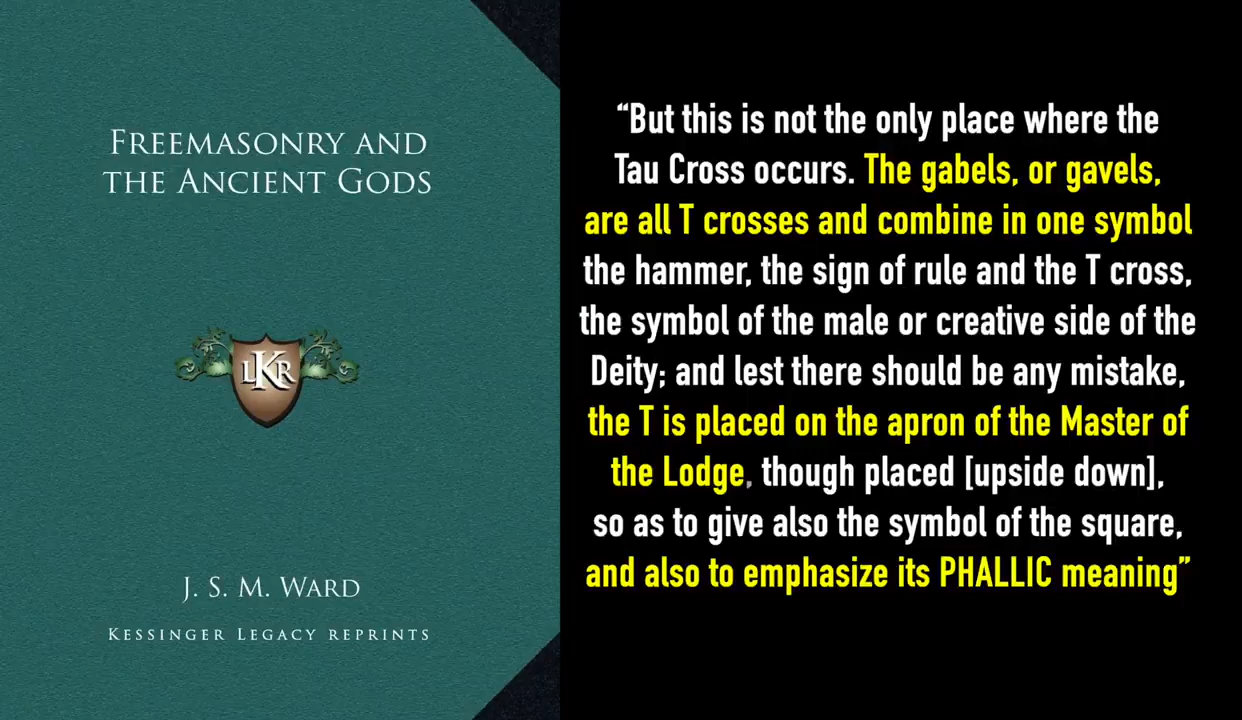 FREEMASONRY AND
THE ANCIENT GODS
LKR
J. S. M. WARD
KESSINGER LEGACY REPRINTS
“But this is not the only place where the
Tau Cross occurs. The gabels, or gavels,
are all T crosses and combine in one symbol
the hammer, the sign of rule and the T cross,
the symbol of the male or creative side of the
Deity; and lest there should be any mistake,
the T is placed on the apron of the Master of
the Lodge, though placed [upside down],
so as to give also the symbol of the square,
and also to emphasize its PHALLIC meaning”